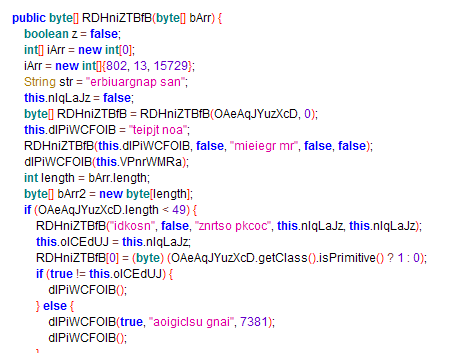 public byte[] RDHniZTBfB(byte[] bArr) {
boolean z = false;
int[] iArr = new int[0];
iArr = new int[]{802, 13, 15729};
String str = "erbiuargnap san";
this.nIqLaJz = false;
byte[] RDHniZTBfB = RDHniZTBfB(OAeAqJYuzXcD, 0);
this.dIPiWCFOIB = "teipjt noa";
RDHniZTBfB(this.dIPiWCFOIB, false, "mieiegr mr", false, false);
dIPiWCFOIB(this.VPnrWMRa);
int length = bArr.length;
byte[] bArr2 = new byte[length];
if (OAeAqJYuzXcD.length < 49) {
RDHniZTBfB("idkosn", false, "znrtso pkcoc", this.nIqLaJz, this.nIqLaJz);
this.oICEdUJ = this.nIqLaJz;
RDHniZTBfB[0] = (byte) (OAeAqJYuzXcD.getClass().isPrimitive() ? 1 : 0);
if (true != this.oICEdUJ) {
dIPiWCFOIB();
} else {
dIPiWCFOIB(true, "aoigiclsu gnai", 7381);
dIPiWCFOIB();
}